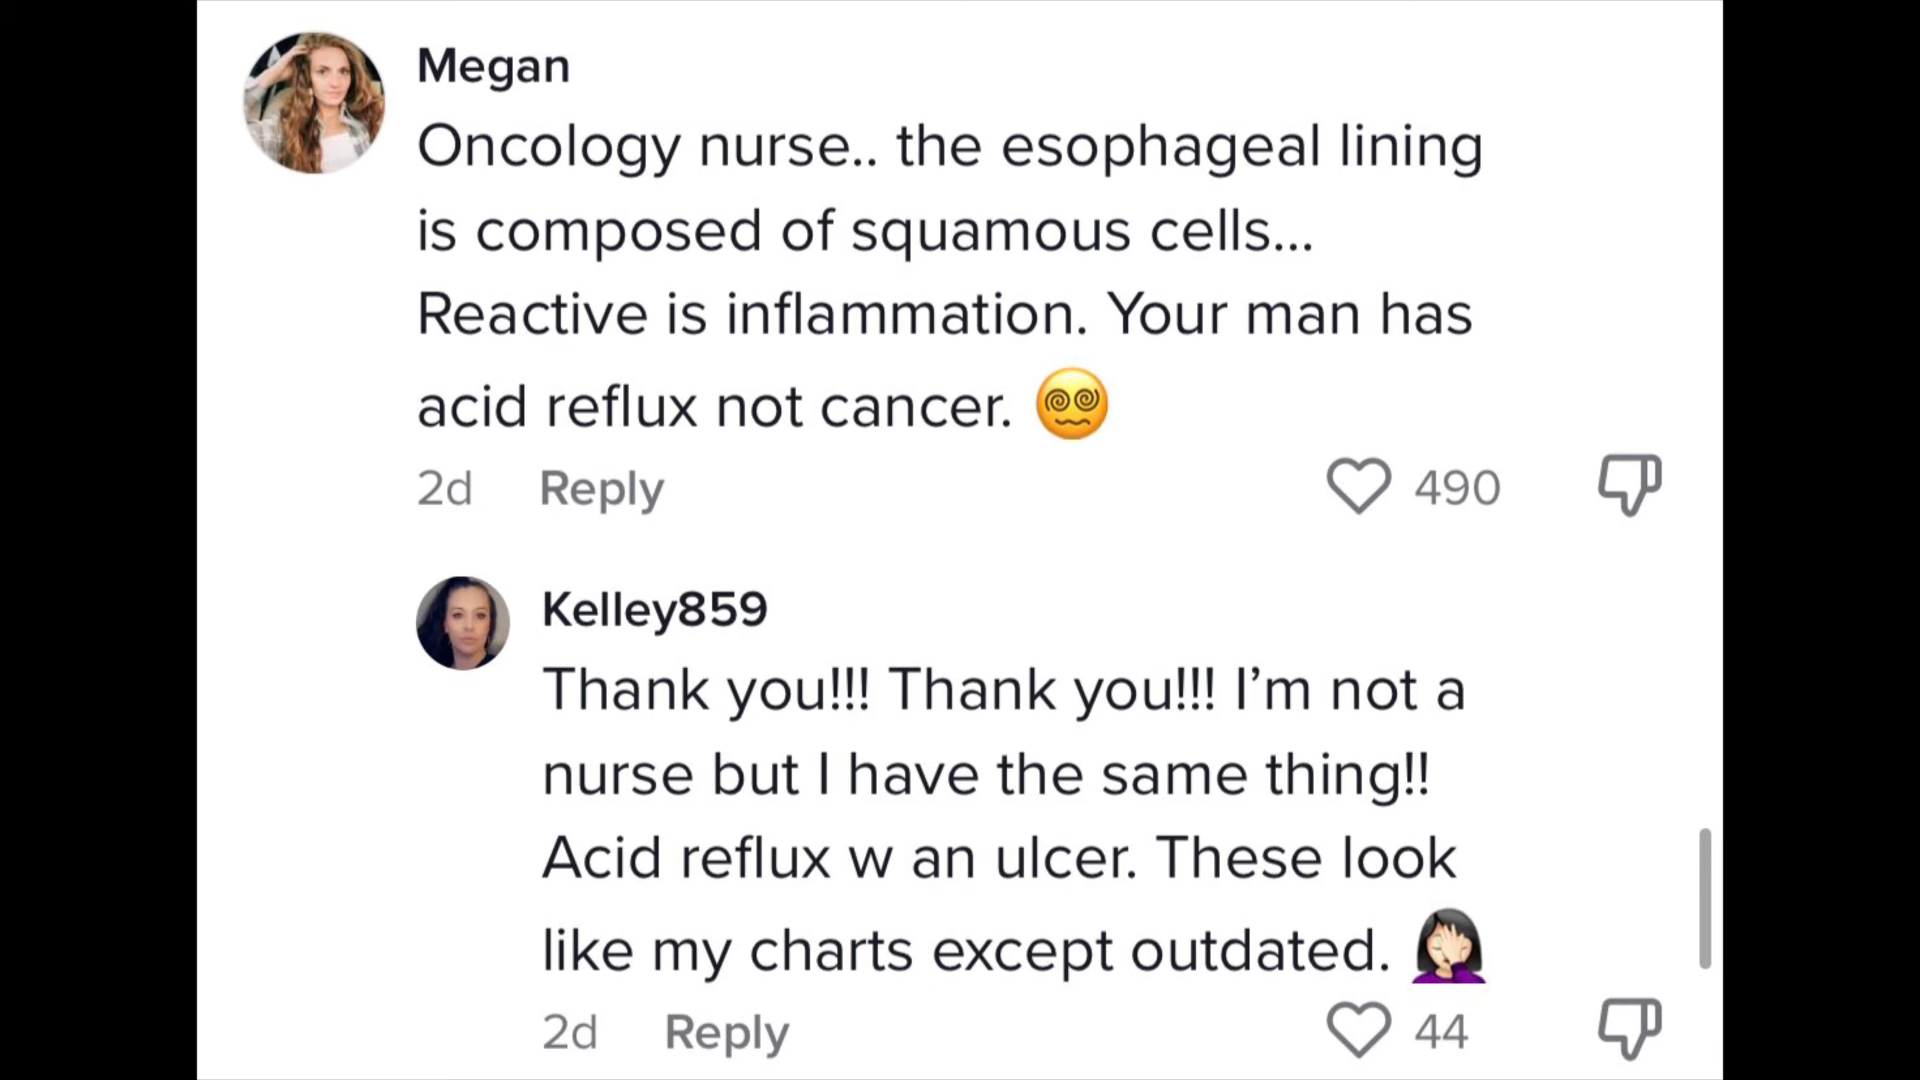 Megan
Oncology nurse.. the esophageal lining
is composed of squamous cells...
Reactive is inflammation. Your man has
acid reflux not cancer. 😵‍💫
2d Reply 490
Kelley859
Thank you!!! Thank you!!! I’m not a
nurse but I have the same thing!!
Acid reflux w an ulcer. These look
like my charts except outdated. 🤦🏻‍♀️
2d Reply 44